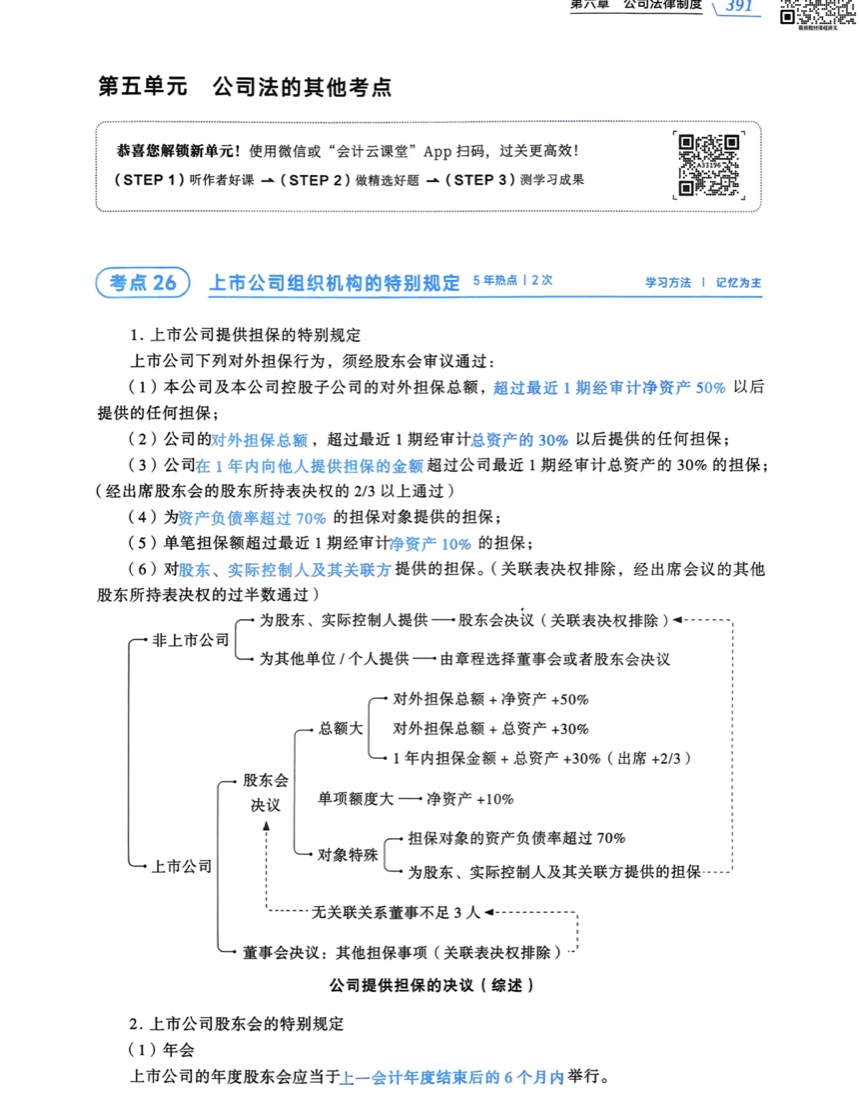 第六章 公司法律制度 391
第五单元 公司法的其他考点
恭喜您解锁新单元！使用微信或“会计云课堂”App 扫码，过关更高效！
（STEP 1）听作者好课 ⇀（STEP 2）做精选好题 ⇀（STEP 3）测学习成果
考点 26 上市公司组织机构的特别规定 5 年热点 | 2 次 学习方法 | 记忆为主
1. 上市公司提供担保的特别规定
上市公司下列对外担保行为，须经股东会审议通过：
（1）本公司及本公司控股子公司的对外担保总额，超过最近 1 期经审计净资产 50% 以后
提供的任何担保；
（2）公司的对外担保总额，超过最近 1 期经审计总资产的 30% 以后提供的任何担保；
（3）公司在 1 年内向他人提供担保的金额超过公司最近 1 期经审计总资产的 30% 的担保；
（经出席股东会的股东所持表决权的 2/3 以上通过）
（4）为资产负债率超过 70% 的担保对象提供的担保；
（5）单笔担保额超过最近 1 期经审计净资产 10% 的担保；
（6）对股东、实际控制人及其关联方提供的担保。（关联表决权排除，经出席会议的其他
股东所持表决权的过半数通过）
为股东、实际控制人提供 — 股东会决议（关联表决权排除）
非上市公司
为其他单位 / 个人提供 — 由章程选择董事会或者股东会决议
对外担保总额 + 净资产 +50%
总额大 对外担保总额 + 总资产 +30%
1 年内担保金额 + 总资产 +30%（出席 +2/3）
股东会
决议 单项额度大 — 净资产 +10%
担保对象的资产负债率超过 70%
对象特殊
上市公司 为股东、实际控制人及其关联方提供的担保
无关联关系董事不足 3 人
董事会决议：其他担保事项（关联表决权排除）
公司提供担保的决议（综述）
2. 上市公司股东会的特别规定
（1）年会
上市公司的年度股东会应当于上一会计年度结束后的 6 个月内举行。